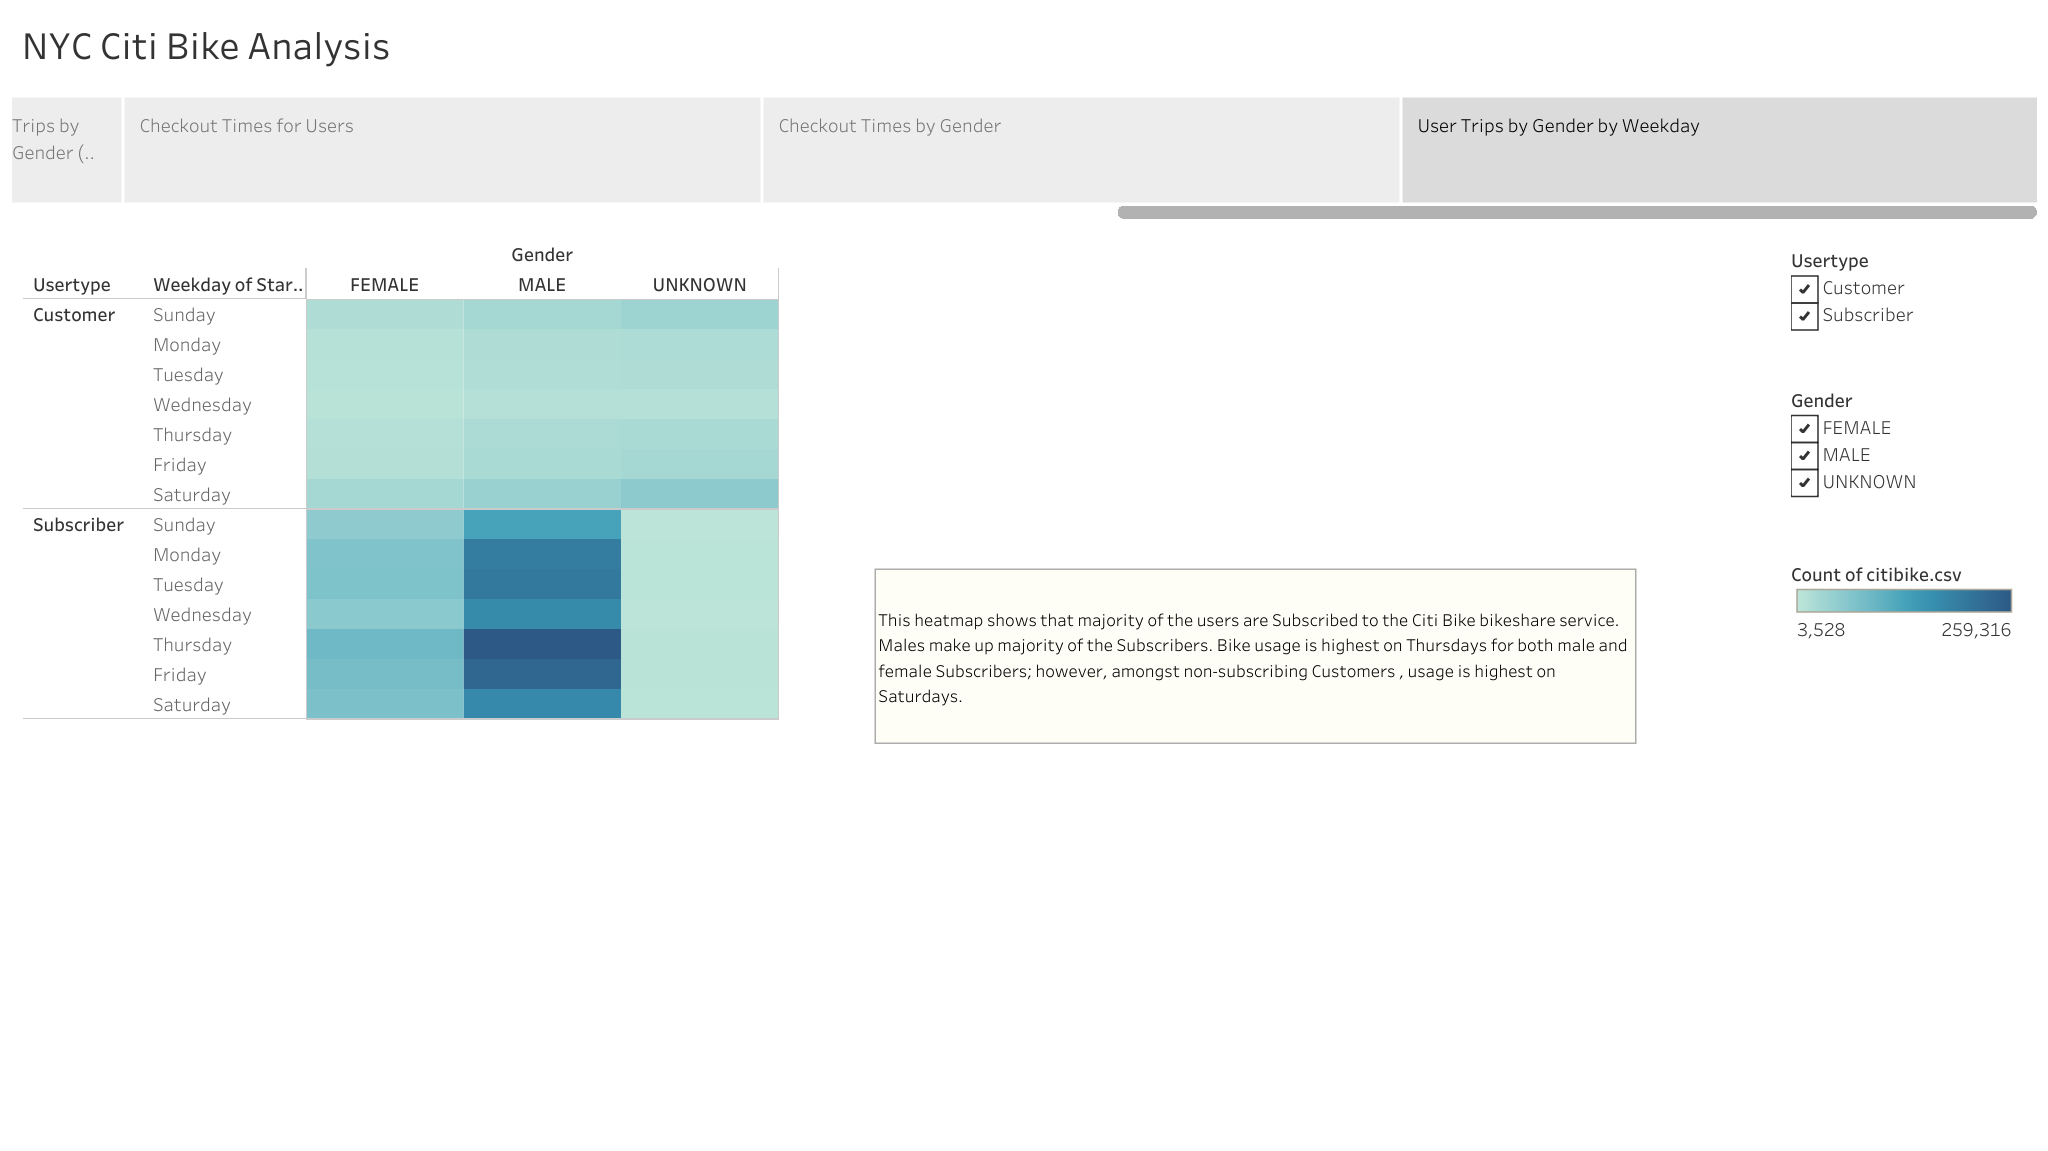 NYC Citi Bike Analysis
Trips by
Gender (..
Checkout Times for Users
Checkout Times by Gender
User Trips by Gender by Weekday
Gender
Usertype Weekday of Star.. FEMALE MALE UNKNOWN
Customer Sunday
Monday
Tuesday
Wednesday
Thursday
Friday
Saturday
Subscriber Sunday
Monday
Tuesday
Wednesday
Thursday
Friday
Saturday
This heatmap shows that majority of the users are Subscribed to the Citi Bike bikeshare service.
Males make up majority of the Subscribers. Bike usage is highest on Thursdays for both male and
female Subscribers; however, amongst non-subscribing Customers , usage is highest on
Saturdays.
Usertype
Customer
Subscriber
Gender
FEMALE
MALE
UNKNOWN
Count of citibike.csv
3,528 259,316